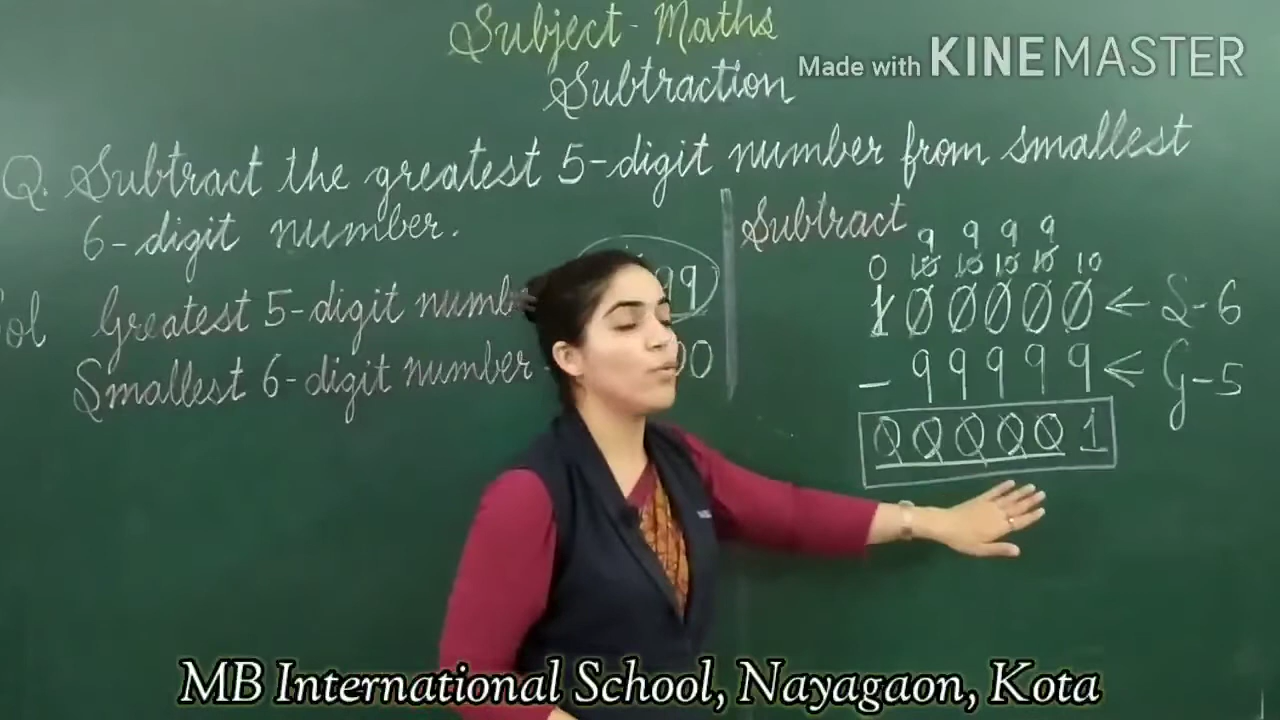 Subject-Maths
Made with KINEMASTER
Subtraction
Q. Subtract the greatest 5-digit number from smallest
6-digit number.
Sol Greatest 5-digit number 99
Smallest 6-digit number 00
Subtract
9 9 9 9
0 10 10 10 10 10
1 0 0 0 0 0 ← S-6
- 9 9 9 9 9 ← G-5
0 0 0 0 0 1
MB International School, Nayagaon, Kota